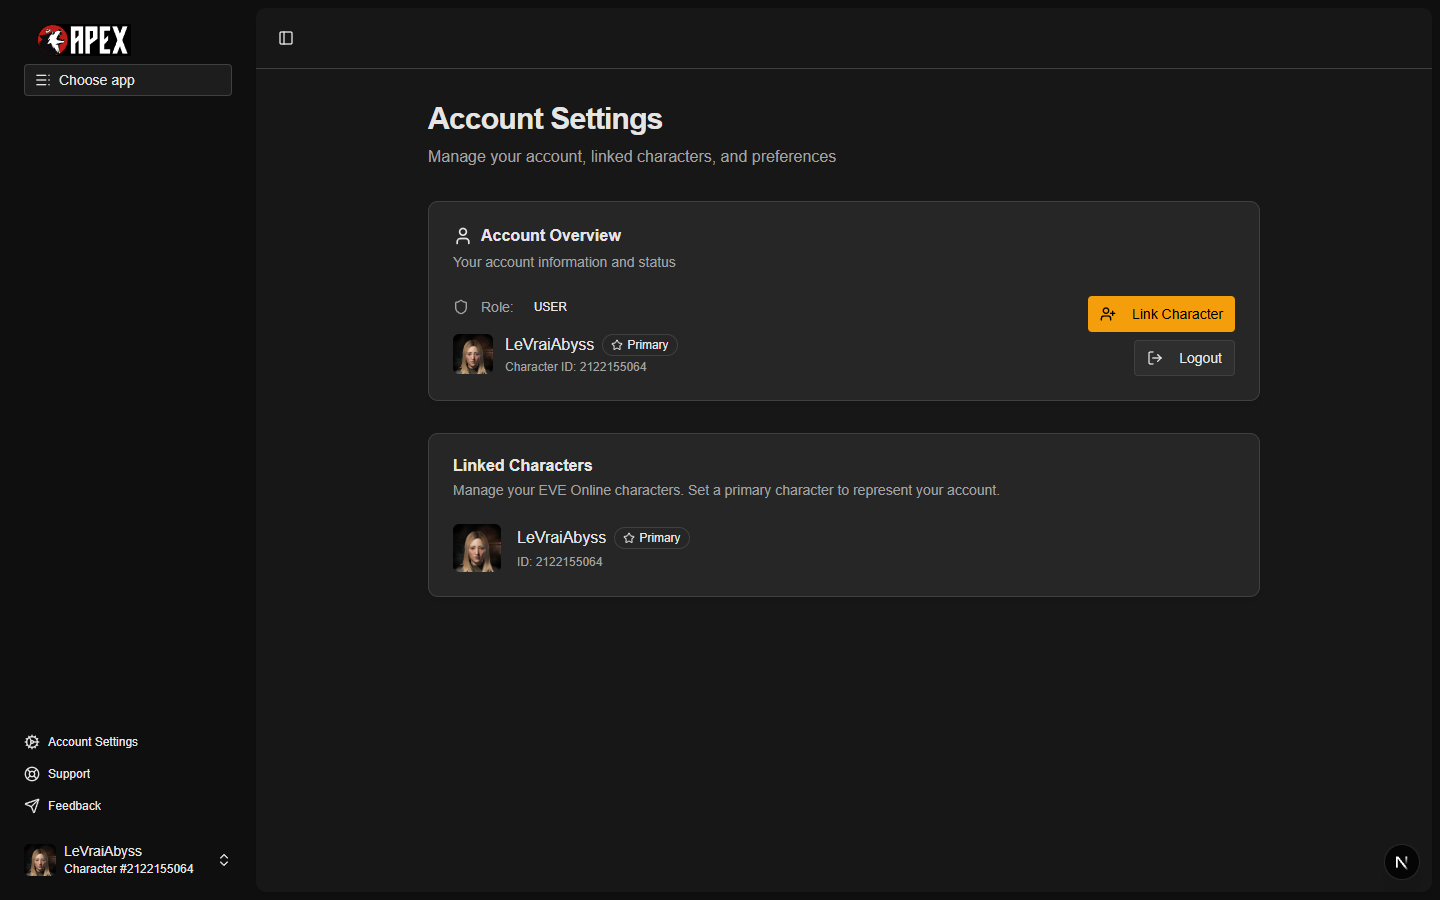 APEX
Choose app
Account Settings
Manage your account, linked characters, and preferences
Account Overview
Your account information and status
Role: USER
LeVraiAbyss Primary
Character ID: 2122155064
Link Character
Logout
Linked Characters
Manage your EVE Online characters. Set a primary character to represent your account.
LeVraiAbyss Primary
ID: 2122155064
Account Settings
Support
Feedback
LeVraiAbyss
Character #2122155064
N